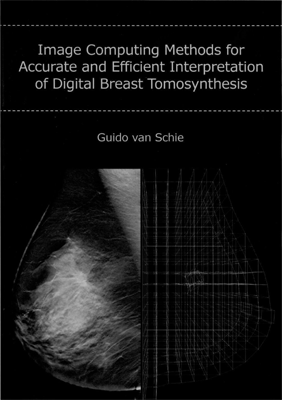 Image Computing Methods for
Accurate and Efficient Interpretation
of Digital Breast Tomosynthesis
Guido van Schie